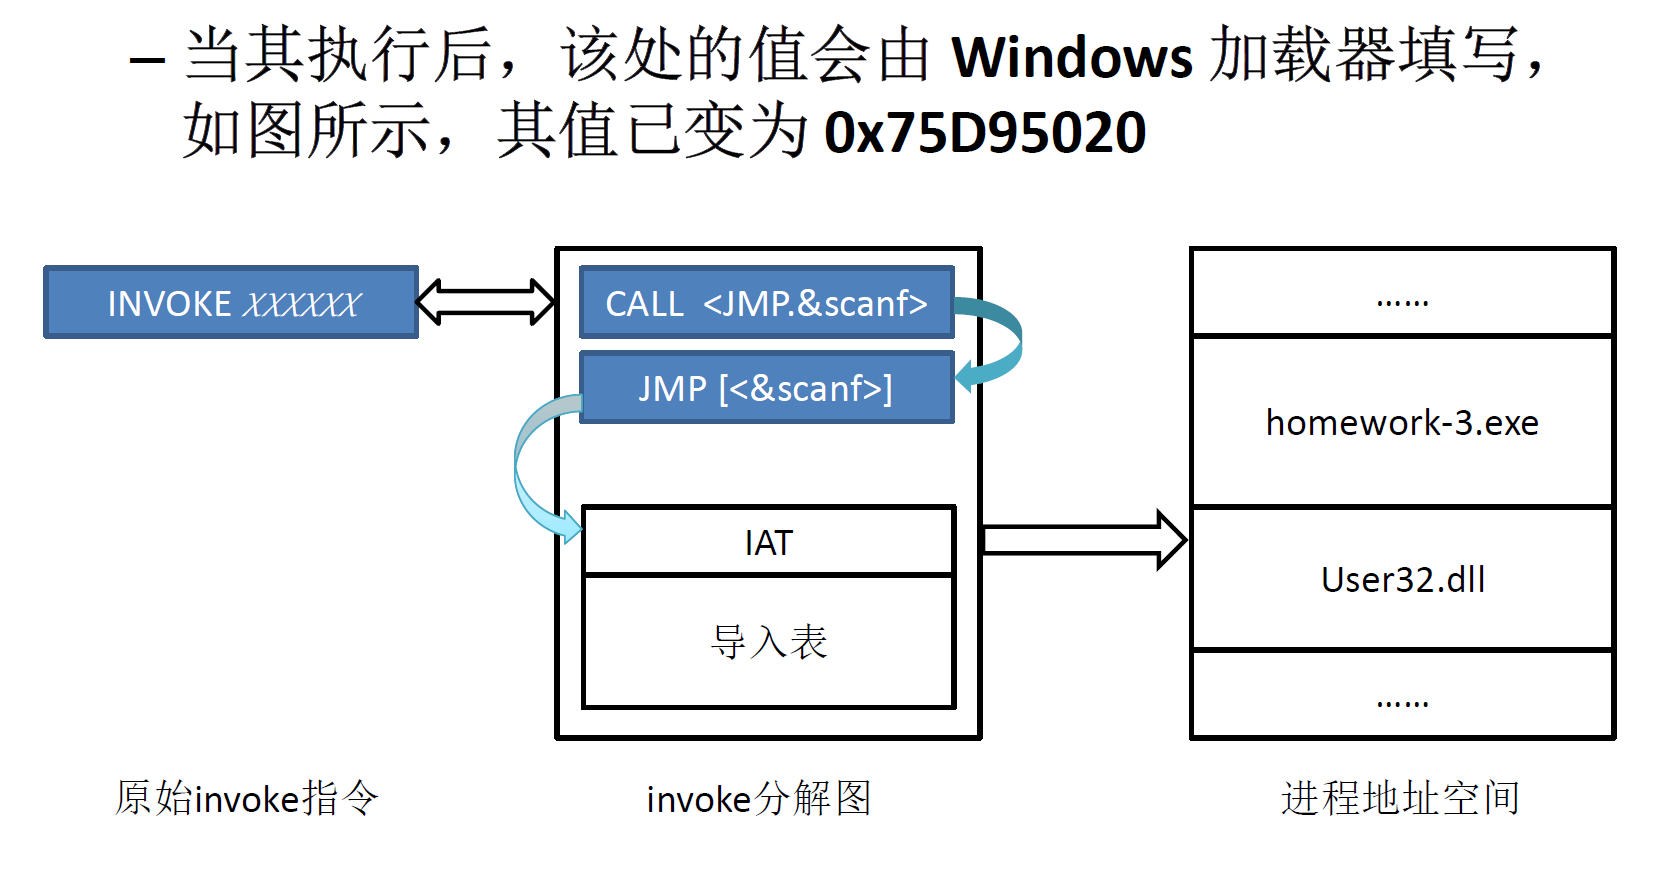 – 当其执行后，该处的值会由 Windows 加载器填写，
如图所示，其值已变为 0x75D95020
INVOKE XXXXXX
CALL <JMP.&scanf>
JMP [<&scanf>]
IAT
导入表
……
homework-3.exe
User32.dll
……
原始invoke指令
invoke分解图
进程地址空间